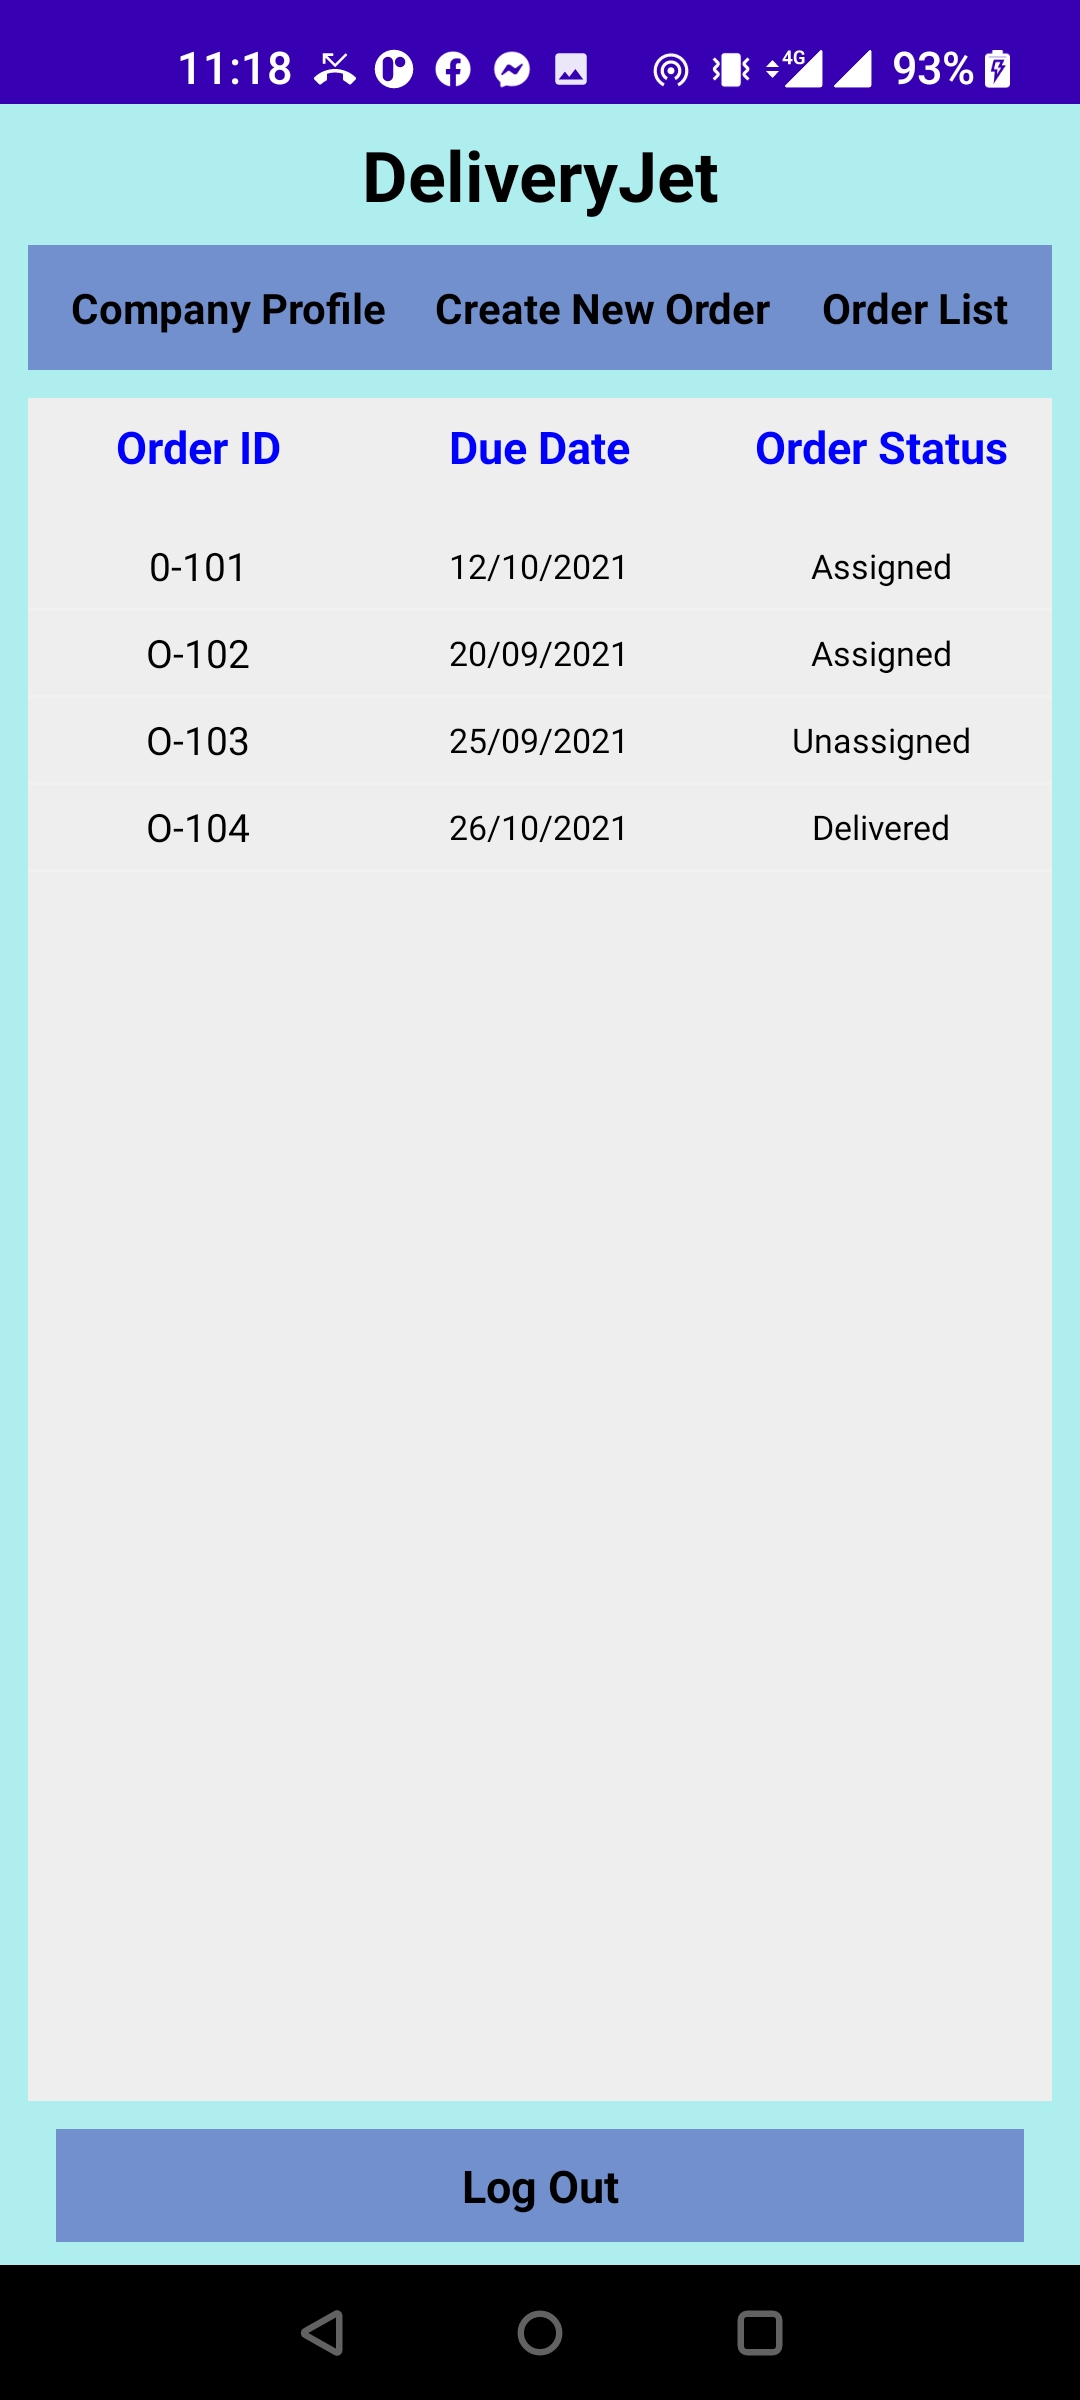 11:18 4G 93%
DeliveryJet
Company Profile Create New Order Order List
Order ID Due Date Order Status
0-101 12/10/2021 Assigned
O-102 20/09/2021 Assigned
O-103 25/09/2021 Unassigned
O-104 26/10/2021 Delivered
Log Out